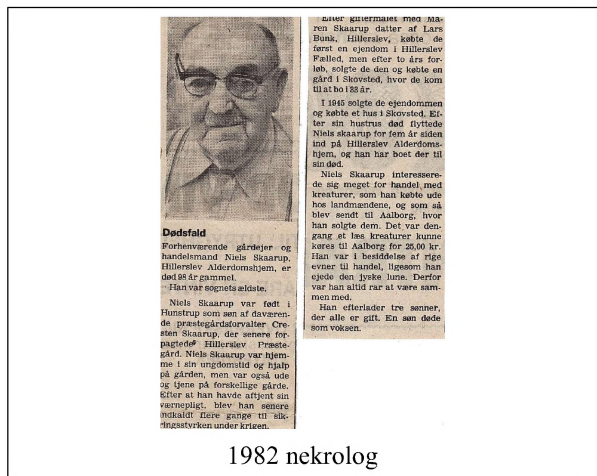 Dødsfald
Forhenværende gårdejer og
handelsmand Niels Skaarup,
Hillerslev Alderdomshjem, er
død 98 år gammel.
Han var sognets ældste.
Niels Skaarup var født i
Hunstrup som søn af daværen-
de præstegårdsforvalter Cre-
sten Skaarup, der senere for-
pagtede Hillerslev Præste-
gård. Niels Skaarup var hjem-
me i sin ungdomstid og hjalp
på gården, men var også ude
og tjene på forskellige gårde.
Efter at han havde aftjent sin
værnepligt, blev han senere
indkaldt flere gange til sik-
ringsstyrken under krigen.
Efter giftermålet med Ma-
ren Skaarup datter af Lars
Bunk, Hillerslev, købte de
først en ejendom i Hillerslev
Fælled, men efter to års for-
løb, solgte de den og købte en
gård i Skovsted, hvor de kom
til at bo i 33 år.
I 1945 solgte de ejendommen
og købte et hus i Skovsted. Ef-
ter sin hustrus død flyttede
Niels skaarup for fem år siden
ind på Hillerslev Alderdoms-
hjem, og han har boet der til
sin død.
Niels Skaarup interessere-
de sig meget for handel med
kreaturer, som han købte ude
hos landmændene, og som så
blev sendt til Aalborg, hvor
han solgte dem. Det var den-
gang et læs kreaturer kunne
køres til Aalborg for 25,00 kr.
Han var i besiddelse af rige
evner til handel, ligesom han
ejede den jyske lune. Derfor
var han altid rar at være sam-
men med.
Han efterlader tre sønner,
der alle er gift. En søn døde
som voksen.
1982 nekrolog